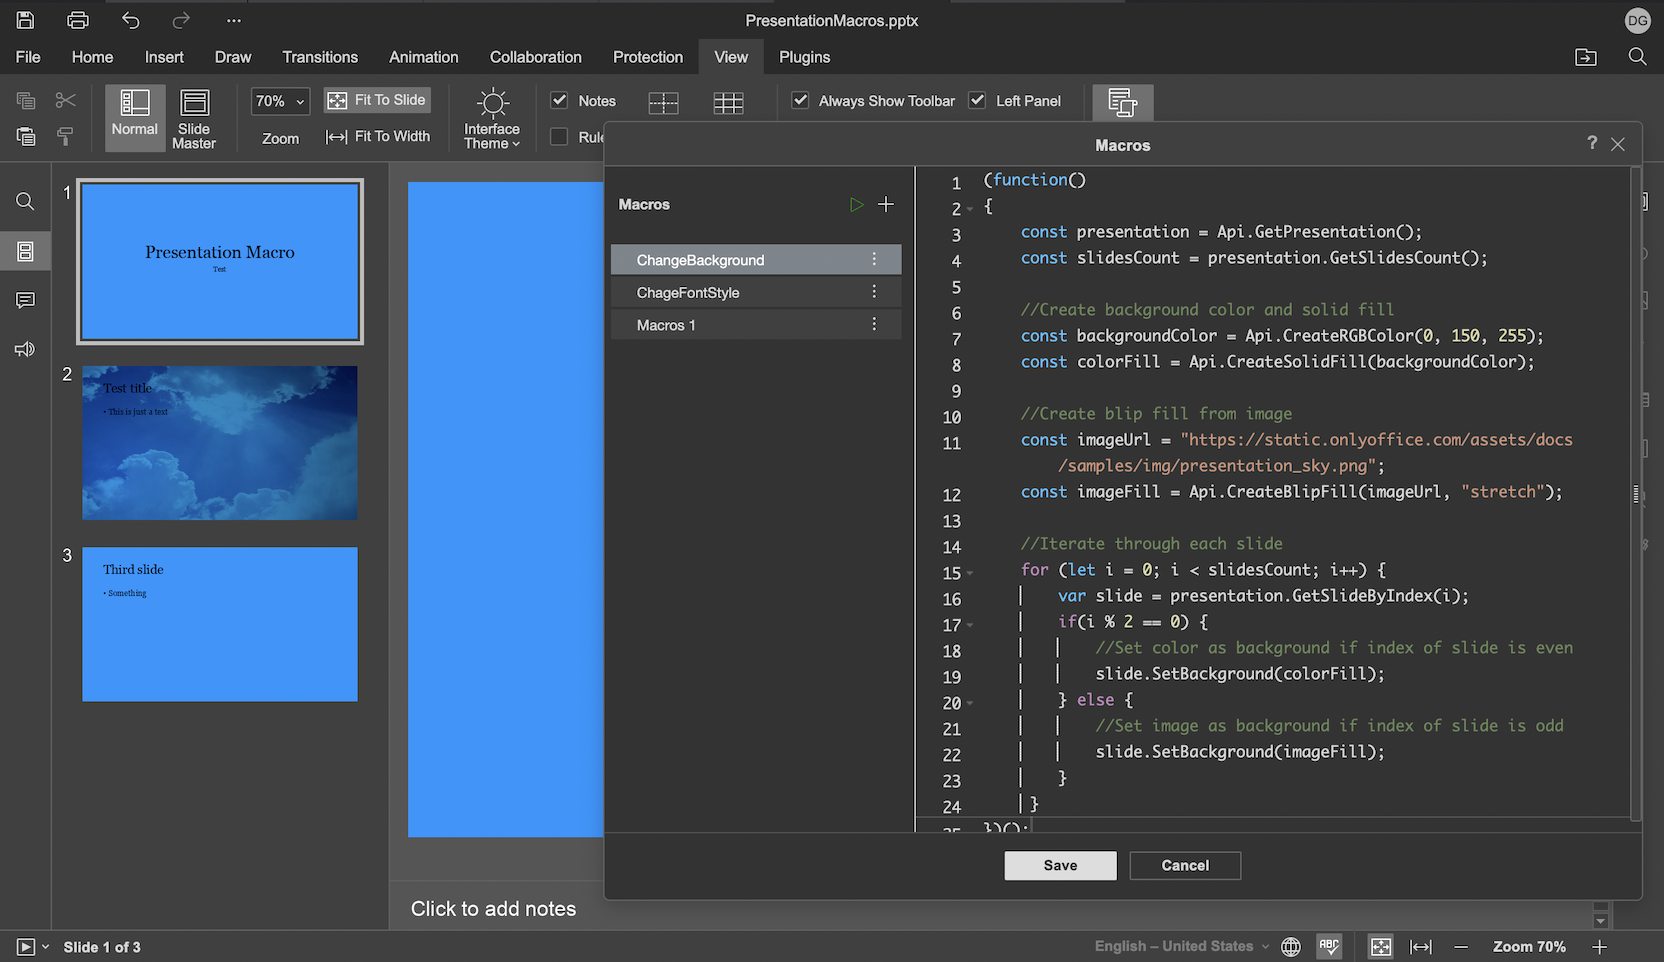 PresentationMacros.pptx
DG
File Home Insert Draw Transitions Animation Collaboration Protection View Plugins
Normal
Slide Master
70%
Zoom
Fit To Slide
Fit To Width
Interface Theme
Notes
Always Show Toolbar
Left Panel
Macros
?
1
Presentation Macro
Text
2
Test title
• This is just a text
3
Third slide
• Something
Macros
ChangeBackground
ChageFontStyle
Macros 1
1 (function()
2 {
3 const presentation = Api.GetPresentation();
4 const slidesCount = presentation.GetSlidesCount();
5
6 //Create background color and solid fill
7 const backgroundColor = Api.CreateRGBColor(0, 150, 255);
8 const colorFill = Api.CreateSolidFill(backgroundColor);
9
10 //Create blip fill from image
11 const imageUrl = "https://static.onlyoffice.com/assets/docs
/samples/img/presentation_sky.png";
12 const imageFill = Api.CreateBlipFill(imageUrl, "stretch");
13
14 //Iterate through each slide
15 for (let i = 0; i < slidesCount; i++) {
16 var slide = presentation.GetSlideByIndex(i);
17 if(i % 2 == 0) {
18 //Set color as background if index of slide is even
19 slide.SetBackground(colorFill);
20 } else {
21 //Set image as background if index of slide is odd
22 slide.SetBackground(imageFill);
23 }
24 }
25 })();
Save
Cancel
Click to add notes
Slide 1 of 3
English – United States
ABC
Zoom 70%